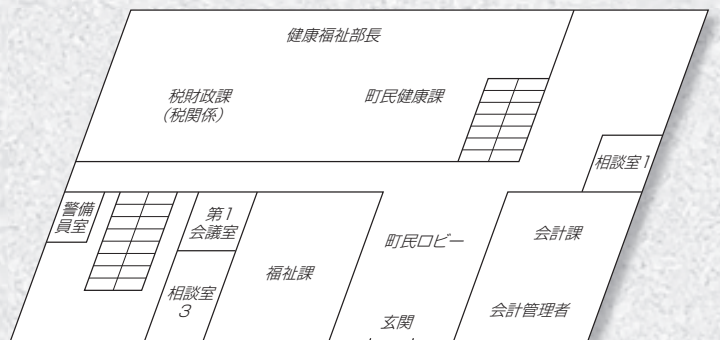 健康福祉部長
税財政課
（税関係）
町民健康課
相談室1
警備
員室
第1
会議室
町民ロビー
会計課
福祉課
相談室
3
会計管理者
玄関